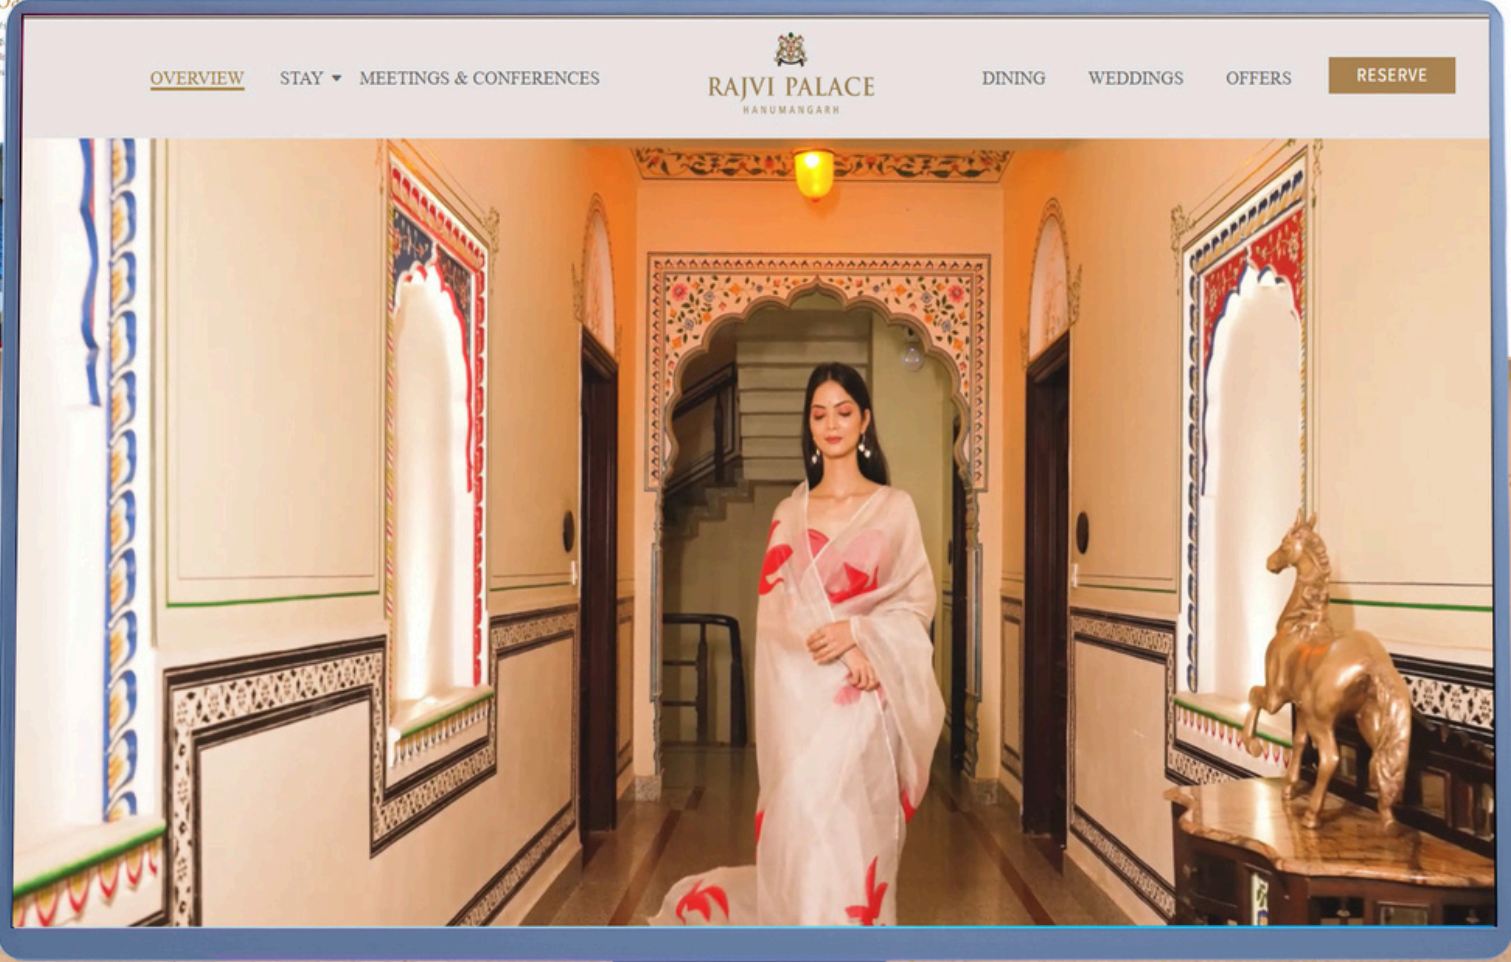 OVERVIEW
STAY
MEETINGS & CONFERENCES
RAJVI PALACE
HANUMANGARH
DINING
WEDDINGS
OFFERS
RESERVE